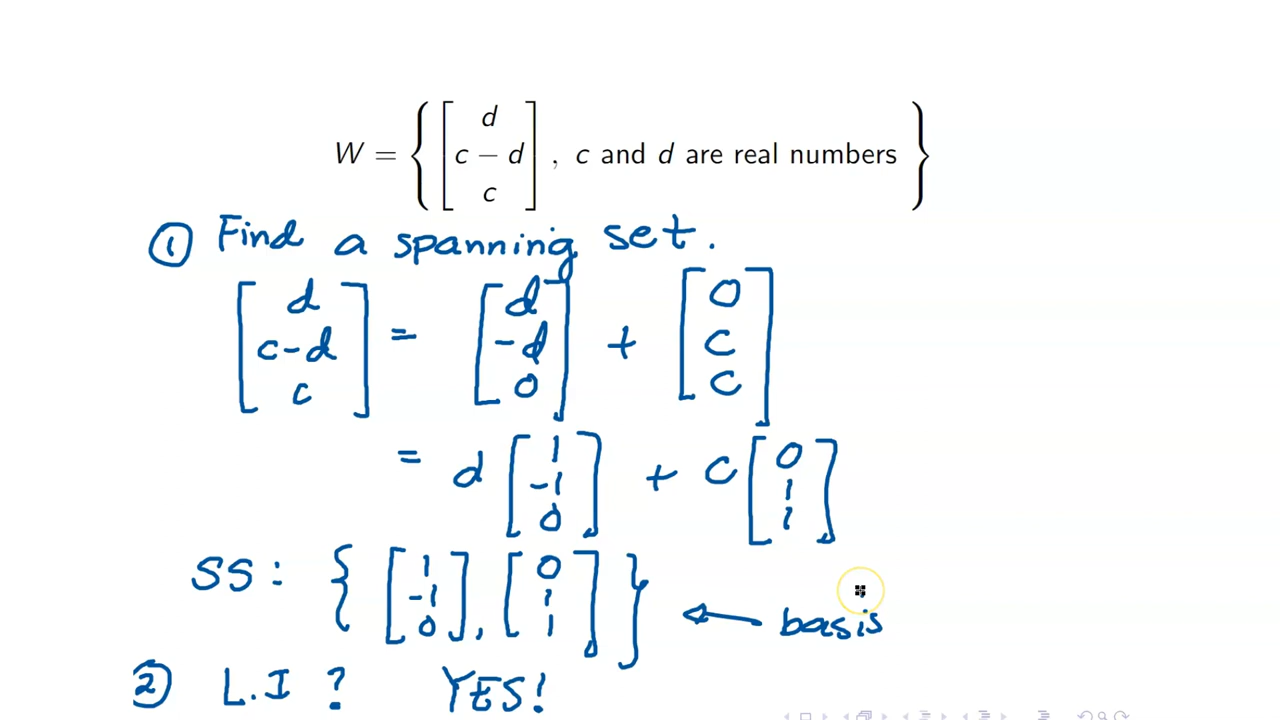 W = { [ d ; c − d ; c ] , c and d are real numbers }
① Find a spanning set.
[ d ; c-d ; c ] = [ d ; -d ; 0 ] + [ 0 ; c ; c ]
= d [ 1 ; -1 ; 0 ] + c [ 0 ; 1 ; 1 ]
SS: { [ 1 ; -1 ; 0 ], [ 0 ; 1 ; 1 ] } ← basis
② L.I ? YES!